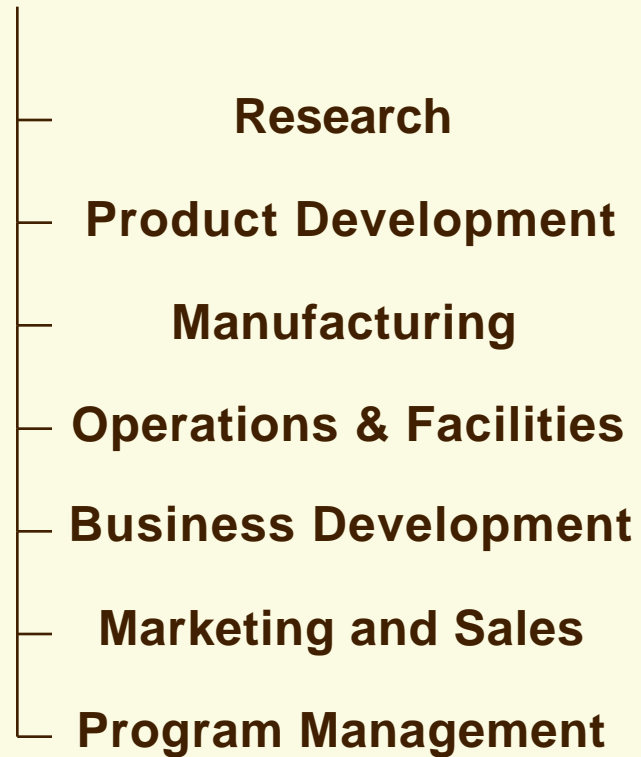 Research
Product Development
Manufacturing
Operations & Facilities
Business Development
Marketing and Sales
Program Management